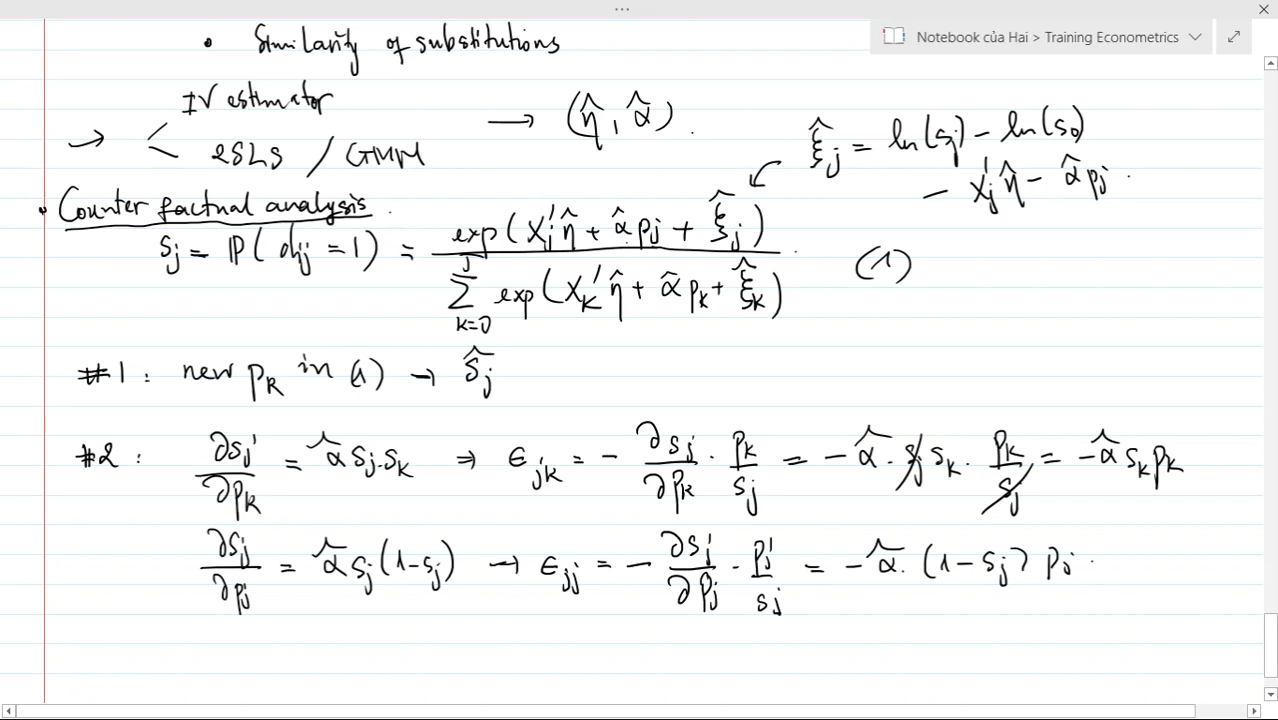 Notebook của Hai > Training Econometrics
• Similarity of substitutions
IV estimator
→ < 2SLS / GMM → (η̂, α̂).
ξ̂_j = ln(s_j) − ln(s_0)
− X_j' η̂ − α̂ p_j.
• Counter factual analysis.
s_j = ℙ(d_ij = 1) = exp(X_j' η̂ + α̂ p_j + ξ̂_j) / ∑_{k=0}^{J} exp(X_k' η̂ + α̂ p_k + ξ̂_k). (1)
#1 : new p_k in (1) → ŝ_j
#2 : ∂s_j / ∂p_k = α̂ s_j . s_k ⇒ ϵ_jk = − ∂s_j / ∂p_k . p_k / s_j = − α̂ . s_j s_k . p_k / s_j = − α̂ s_k p_k
∂s_j / ∂p_j = α̂ s_j (1 − s_j) → ϵ_jj = − ∂s_j / ∂p_j . p_j / s_j = − α̂ . (1 − s_j) p_j .